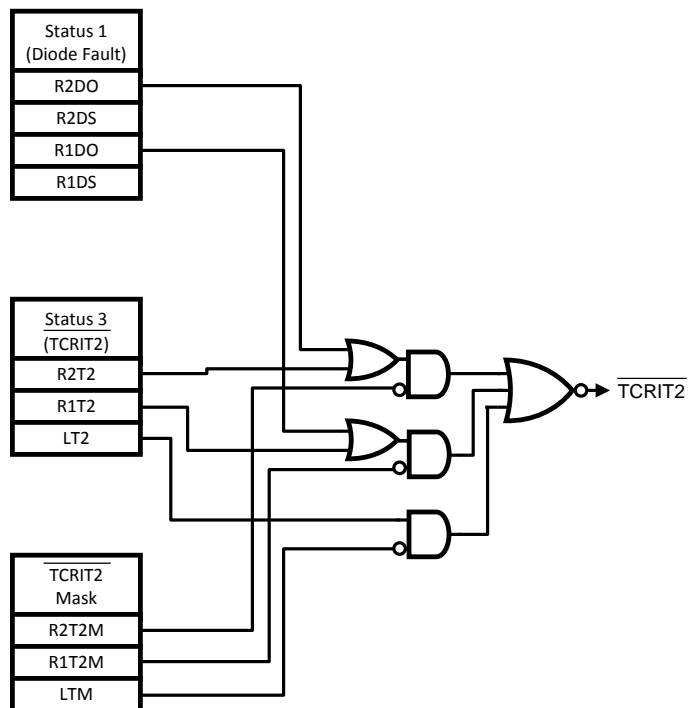 Status 1
(Diode Fault)
R2DO
R2DS
R1DO
R1DS
Status 3
(TCRIT2)
R2T2
R1T2
LT2
TCRIT2
Mask
R2T2M
R1T2M
LTM
TCRIT2